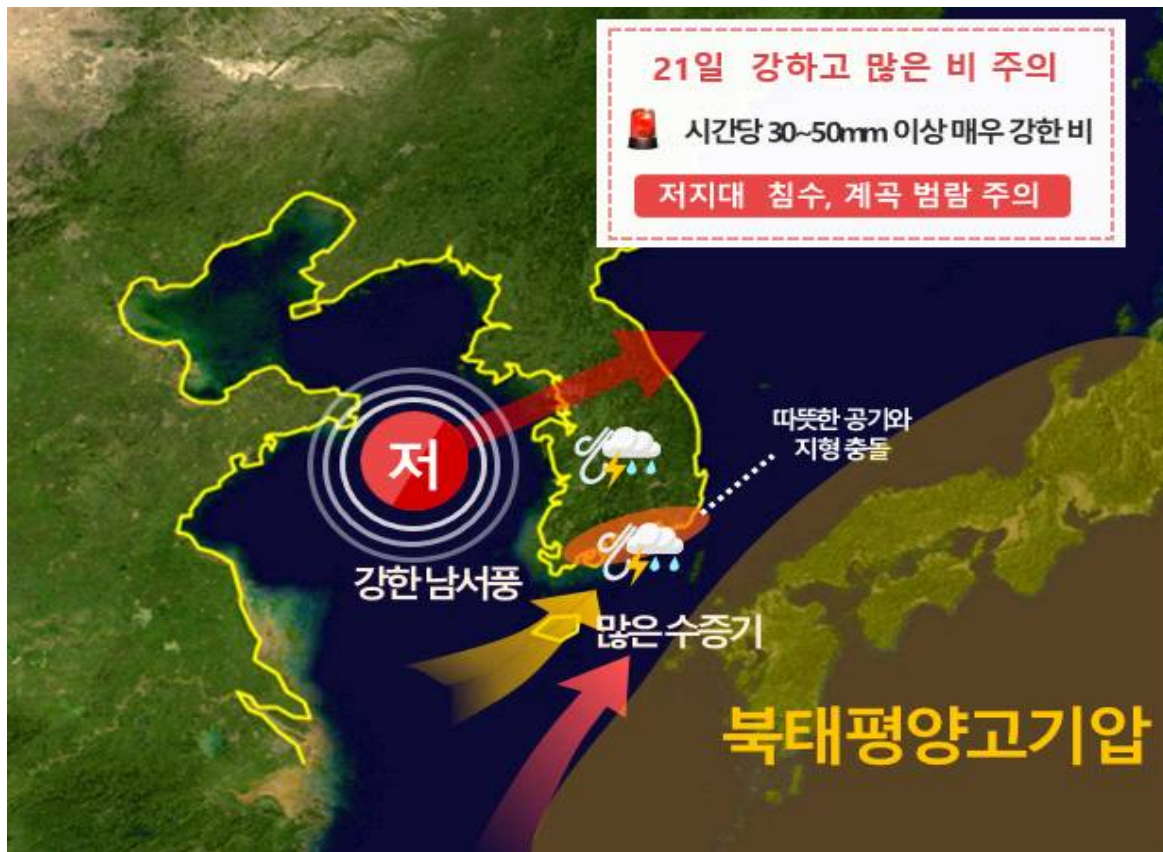 21일 강하고 많은 비 주의
시간당 30~50mm 이상 매우 강한 비
저지대 침수, 계곡 범람 주의
따뜻한 공기와
지형 충돌
저
강한 남서풍
많은 수증기
북태평양고기압